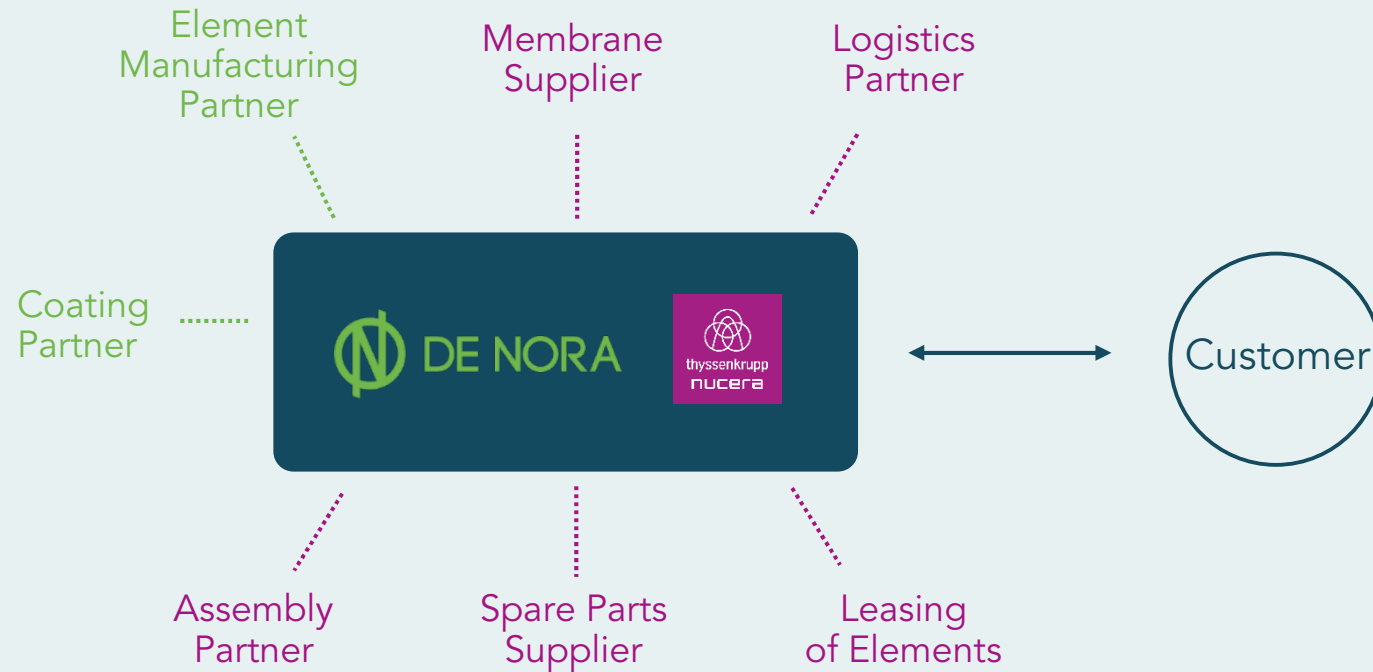 Element
Manufacturing
Partner
Membrane
Supplier
Logistics
Partner
Coating
Partner
DE NORA
thyssenkrupp
nucera
Customer
Assembly
Partner
Spare Parts
Supplier
Leasing
of Elements